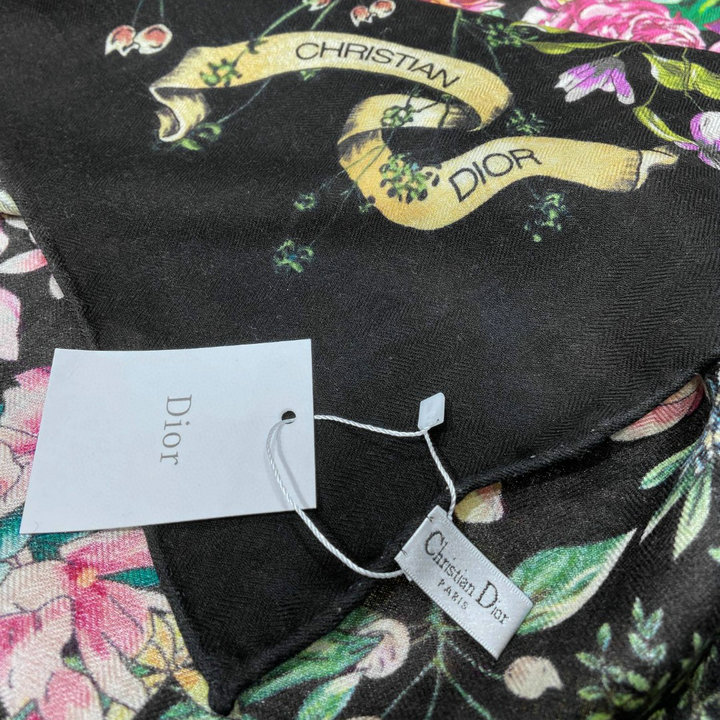 CHRISTIAN
DIOR
Dior
Christian Dior
PARIS